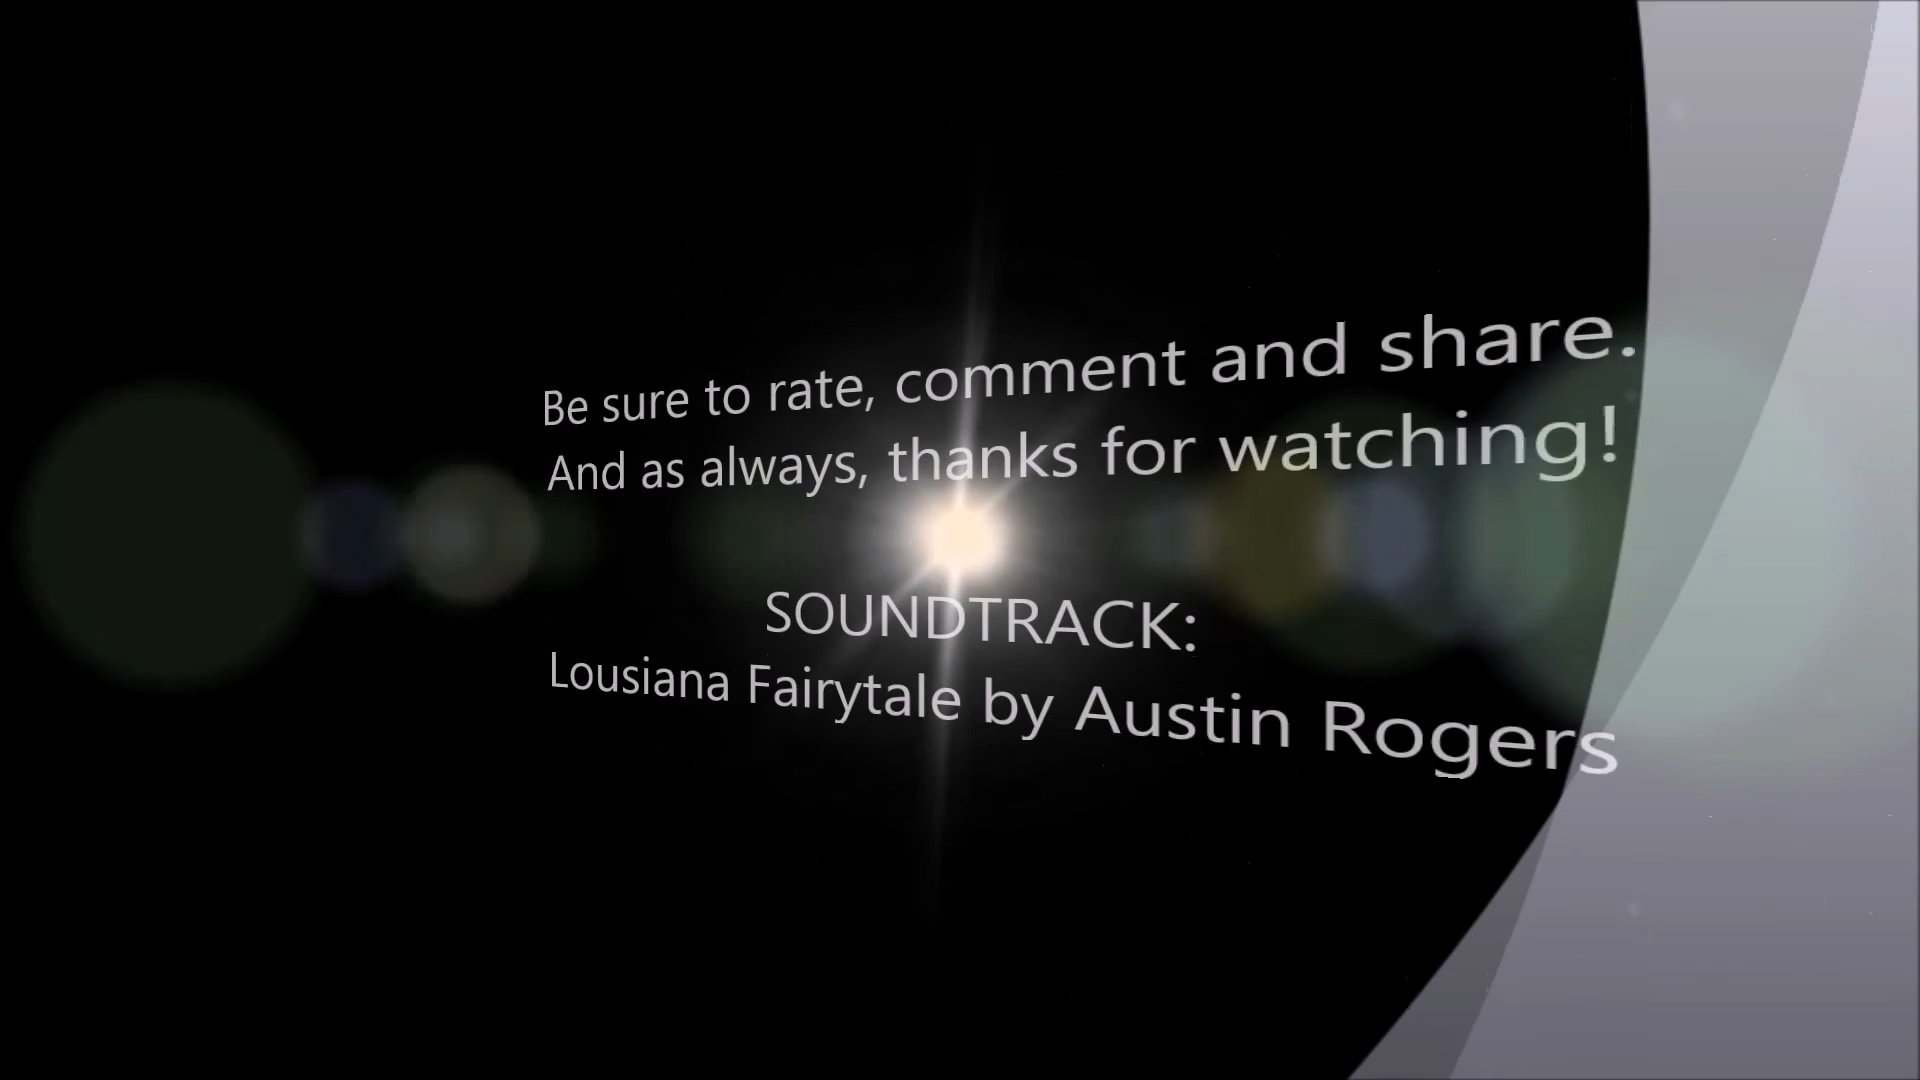 Be sure to rate, comment and share.
And as always, thanks for watching!
SOUNDTRACK:
Lousiana Fairytale by Austin Rogers